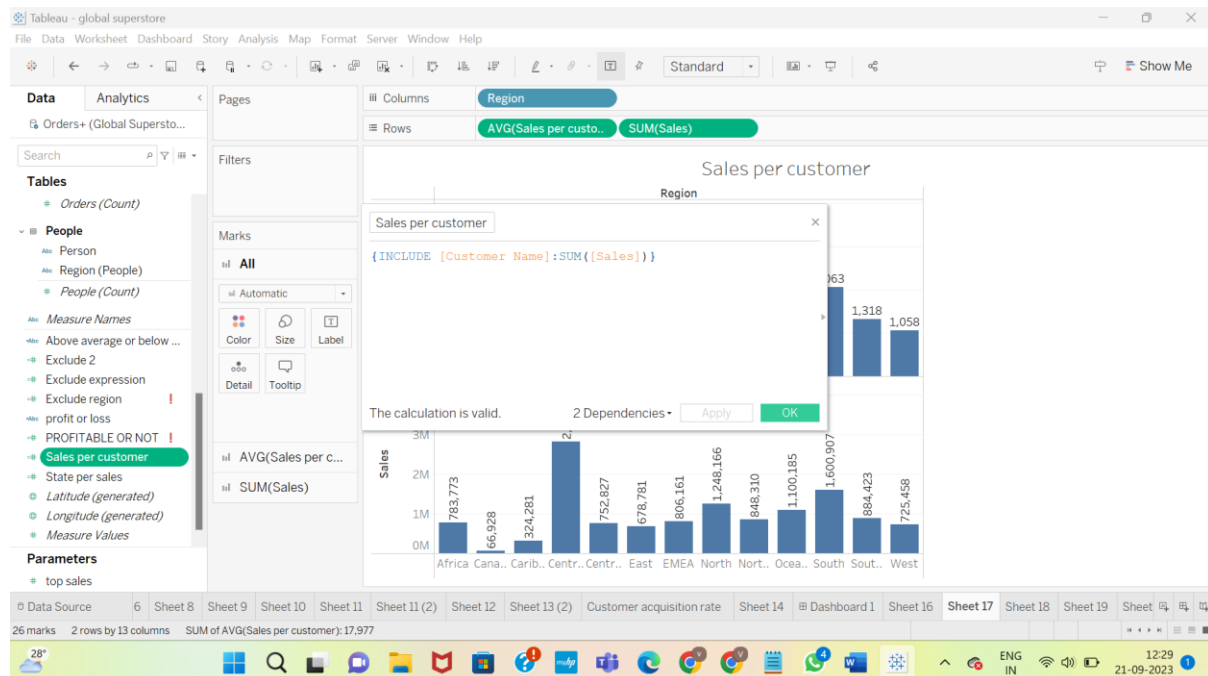 Tableau - global superstore
File Data Worksheet Dashboard Story Analysis Map Format Server Window Help
Standard
Show Me
Data Analytics
Pages
iii Columns Region
Orders+ (Global Supersto...
Rows AVG(Sales per custo.. SUM(Sales)
Search
Filters
Sales per customer
Tables
Region
Orders (Count)
Sales per customer
People
Marks
Abc Person
{INCLUDE [Customer Name]:SUM([Sales])}
All
Abc Region (People)
063
People (Count)
Automatic
1,318
Abc Measure Names
1,058
Abc Above average or below ...
Color Size Label
Exclude 2
Exclude expression
Detail Tooltip
Exclude region !
Abc profit or loss
The calculation is valid. 2 Dependencies Apply OK
PROFITABLE OR NOT !
3M
2,
Sales per customer
AVG(Sales per c...
Sales
State per sales
2M
SUM(Sales)
Latitude (generated)
Longitude (generated)
1M
783,773 66,928 324,281 752,827 678,781 806,161 1,248,166 848,310 1,100,185 1,600,907 884,423 725,458
Measure Values
0M
Parameters
Africa Cana.. Carib.. Centr.. Centr.. East EMEA North Nort.. Ocea.. South Sout.. West
top sales
Data Source 6 Sheet 8 Sheet 9 Sheet 10 Sheet 11 Sheet 11 (2) Sheet 12 Sheet 13 (2) Customer acquisition rate Sheet 14 Dashboard 1 Sheet 16 Sheet 17 Sheet 18 Sheet 19 Sheet
26 marks 2 rows by 13 columns SUM of AVG(Sales per customer): 17,977
28°
myhp
4
ENG
IN
12:29
21-09-2023
1